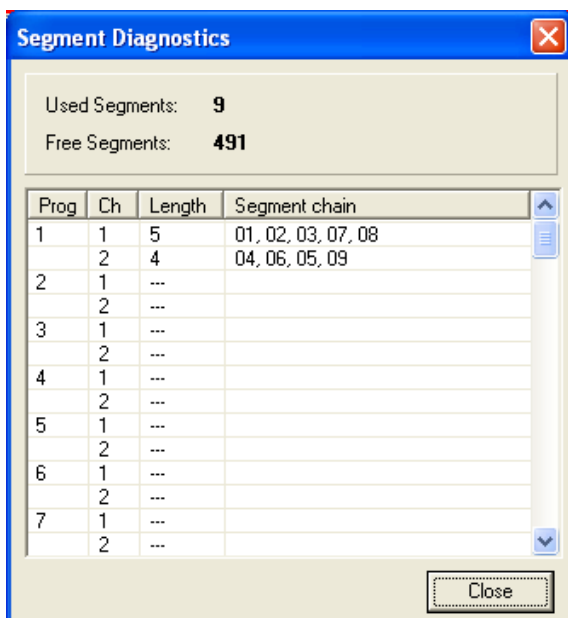 Segment Diagnostics
Used Segments: 9
Free Segments: 491
Prog Ch Length Segment chain
1 1 5 01, 02, 03, 07, 08
2 4 04, 06, 05, 09
2 1 ---
2 ---
3 1 ---
2 ---
4 1 ---
2 ---
5 1 ---
2 ---
6 1 ---
2 ---
7 1 ---
2 ---
Close